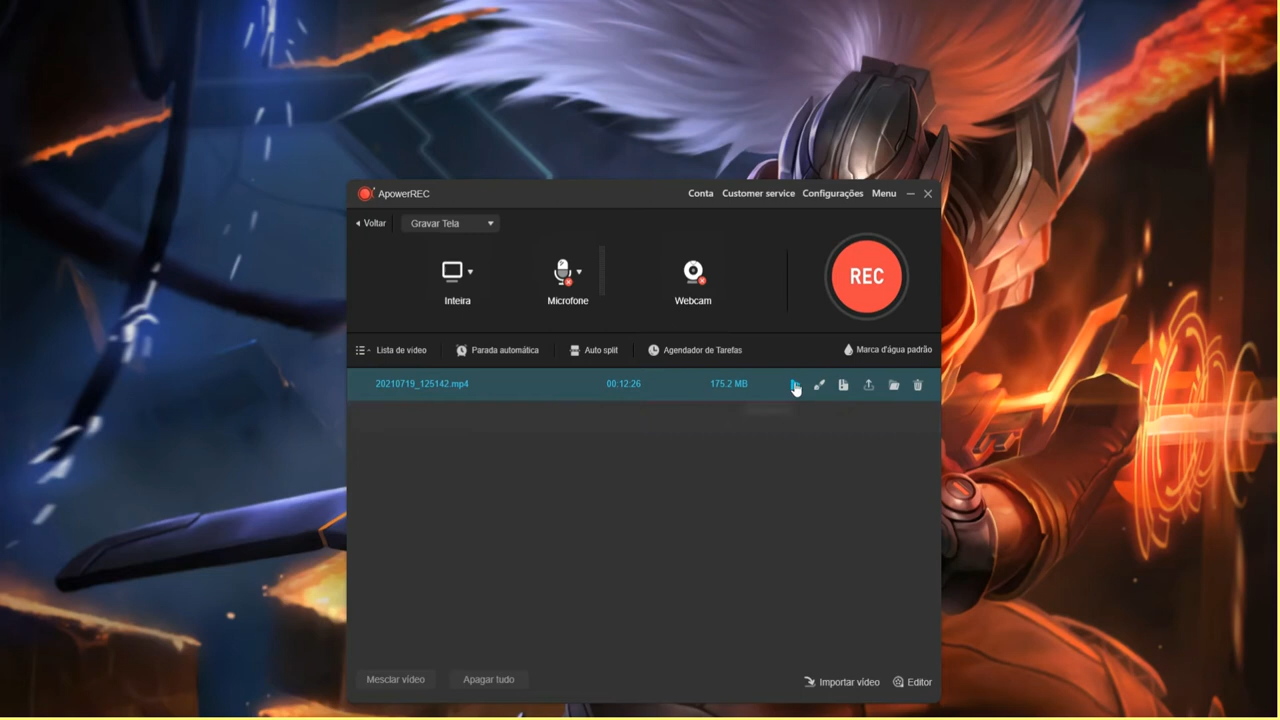 ApowerREC
Conta Customer service Configurações Menu
Voltar Gravar Tela
REC
Inteira Microfone Webcam
Lista de vídeo Parada automática Auto split Agendador de Tarefas Marca d'água padrão
20210719_125142.mp4 00:12:26 175.2 MB
Mesclar vídeo Apagar tudo Importar vídeo Editor